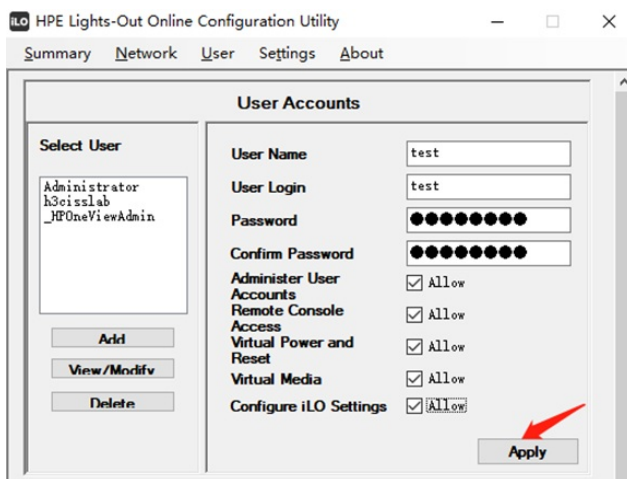 iLO HPE Lights-Out Online Configuration Utility
Summary Network User Settings About
User Accounts
Select User
Administrator
h3cisslab
_HPOneViewAdmin
Add
View/Modify
Delete
User Name test
User Login test
Password ●●●●●●●●
Confirm Password ●●●●●●●●
Administer User
Accounts
Allow
Remote Console
Access
Allow
Virtual Power and
Reset
Allow
Virtual Media Allow
Configure iLO Settings Allow
Apply